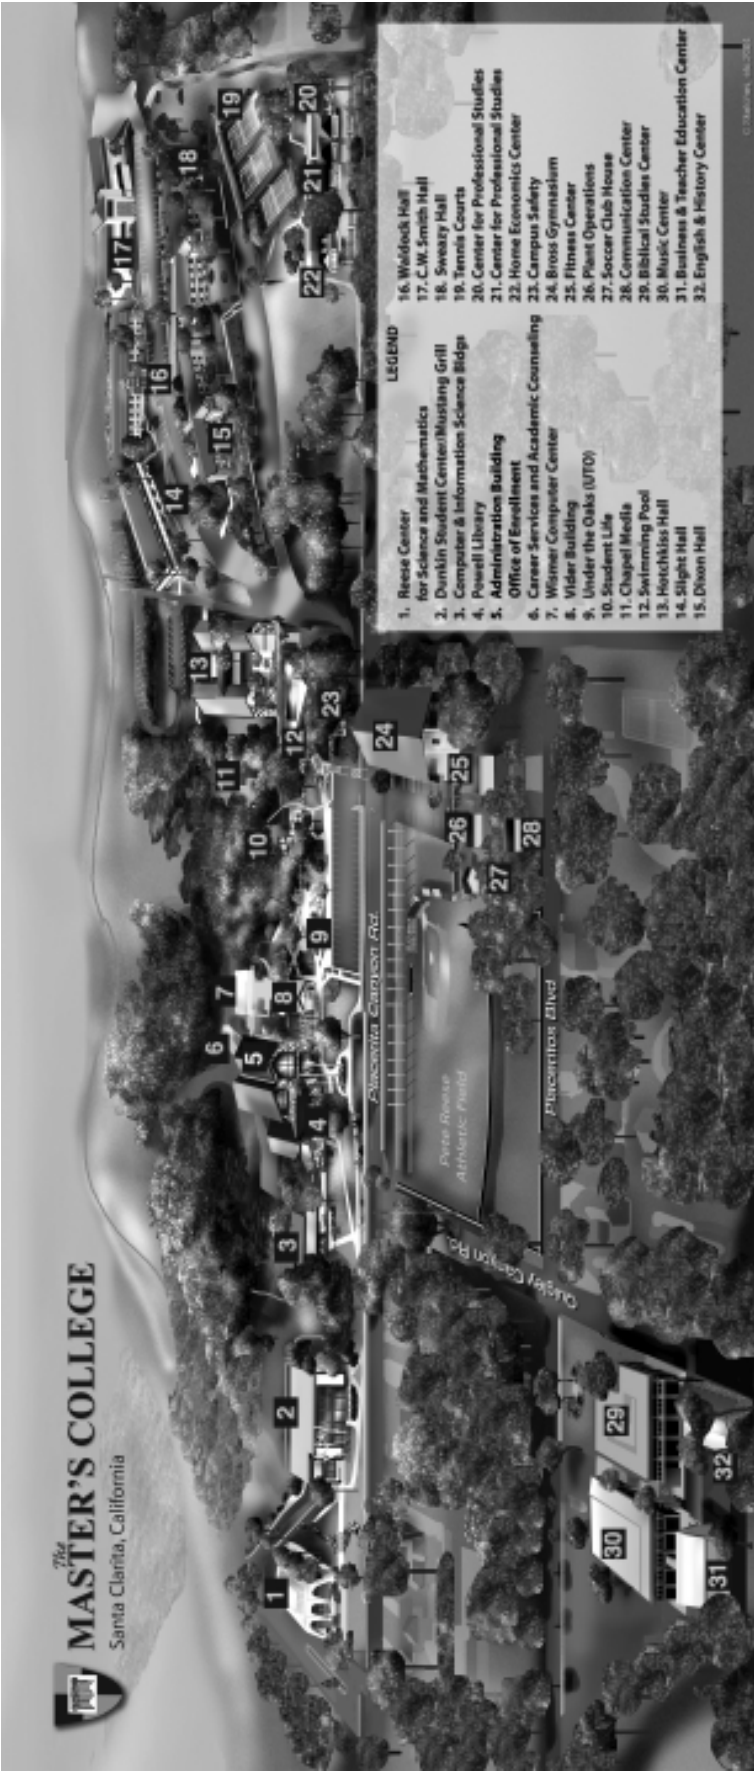 The
MASTER'S COLLEGE
Santa Clarita, California
LEGEND
1. Reese Center
for Science and Mathematics
2. Dunkin Student Center/Mustang Grill
3. Computer & Information Science Bldgs
4. Powell Library
5. Administration Building
Office of Enrollment
6. Career Services and Academic Counseling
7. Wismer Computer Center
8. Vider Building
9. Under the Oaks (UTO)
10. Student Life
11. Chapel Media
12. Swimming Pool
13. Hotchkiss Hall
14. Slight Hall
15. Dixon Hall
16. Waldock Hall
17. C.W. Smith Hall
18. Sweazy Hall
19. Tennis Courts
20. Center for Professional Studies
21. Center for Professional Studies
22. Home Economics Center
23. Campus Safety
24. Bross Gymnasium
25. Fitness Center
26. Plant Operations
27. Soccer Club House
28. Communication Center
29. Biblical Studies Center
30. Music Center
31. Business & Teacher Education Center
32. English & History Center
Placerita Canyon Rd.
Pete Reese
Athletic Field
Placeritos Blvd
Quigley Canyon Rd.
1
2
3
4
5
6
7
8
9
10
11
12
13
14
15
16
17
18
19
20
21
22
23
24
25
26
27
28
29
30
31
32